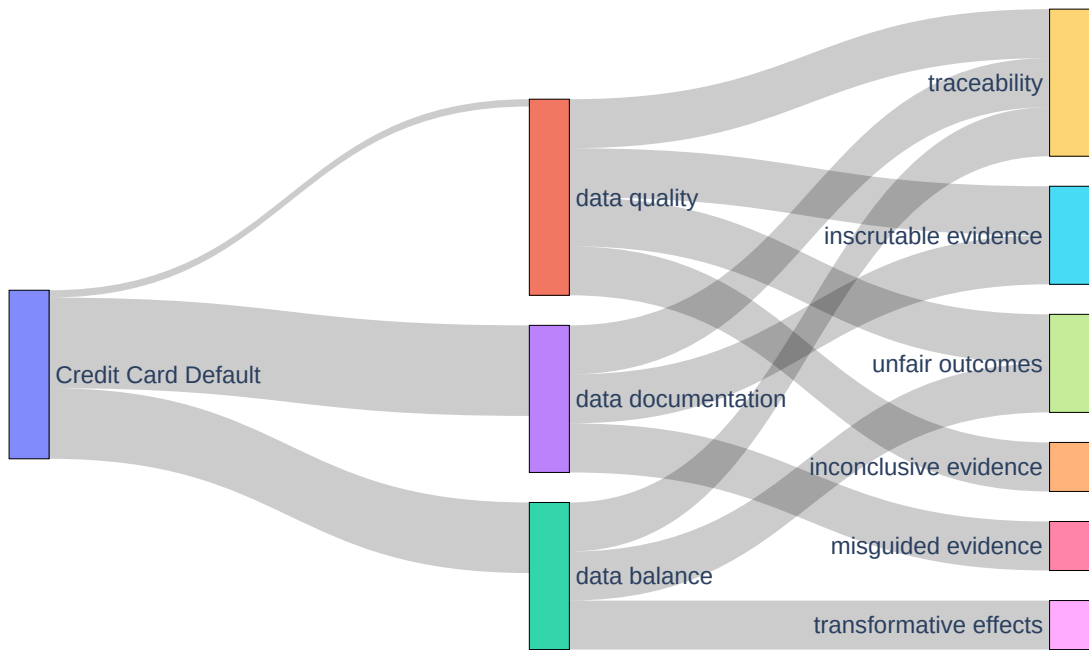 traceability
data quality
inscrutable evidence
unfair outcomes
Credit Card Default
data documentation
inconclusive evidence
misguided evidence
data balance
transformative effects